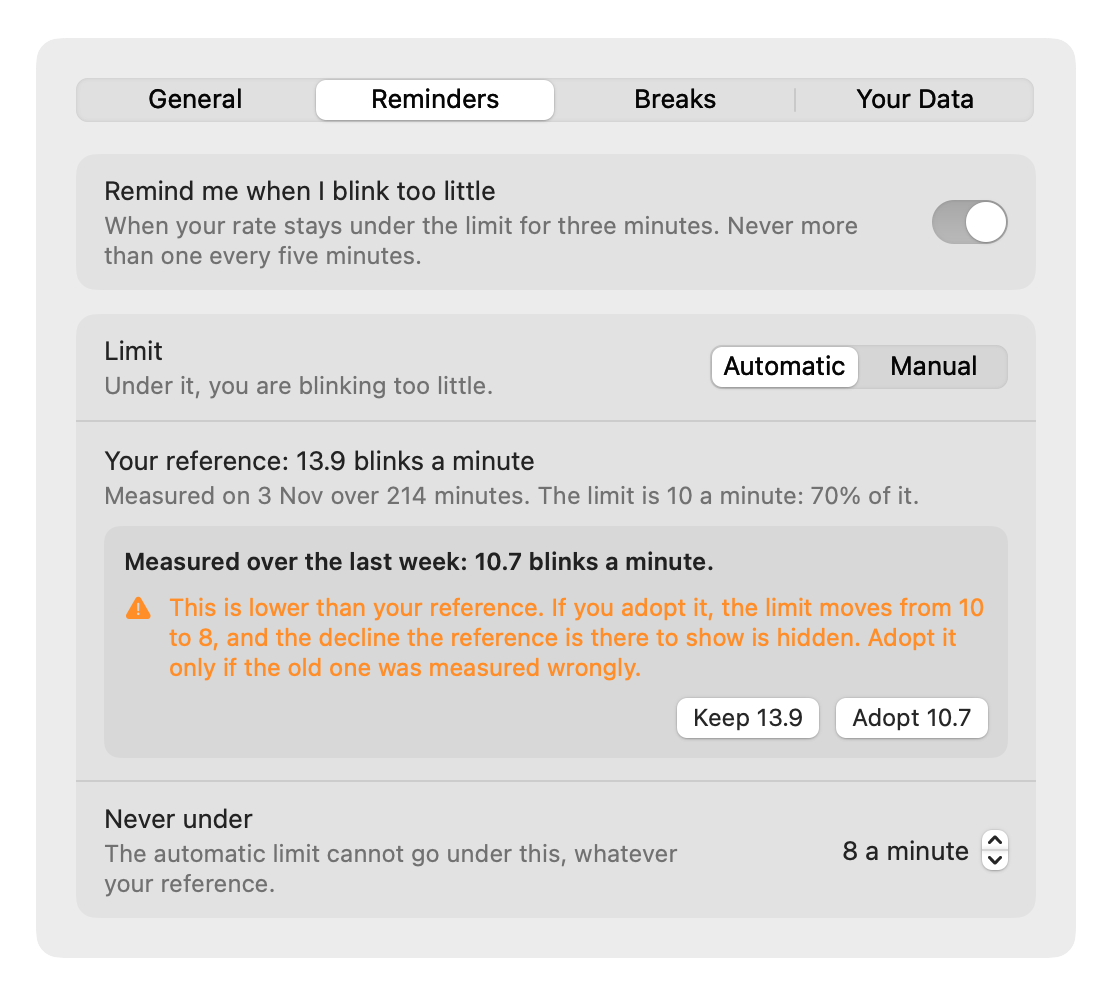 General
Reminders
Breaks
Your Data
Remind me when I blink too little
When your rate stays under the limit for three minutes. Never more
than one every five minutes.
Limit
Under it, you are blinking too little.
Automatic
Manual
Your reference: 13.9 blinks a minute
Measured on 3 Nov over 214 minutes. The limit is 10 a minute: 70% of it.
Measured over the last week: 10.7 blinks a minute.
This is lower than your reference. If you adopt it, the limit moves from 10
to 8, and the decline the reference is there to show is hidden. Adopt it
only if the old one was measured wrongly.
Keep 13.9
Adopt 10.7
Never under
The automatic limit cannot go under this, whatever
your reference.
8 a minute